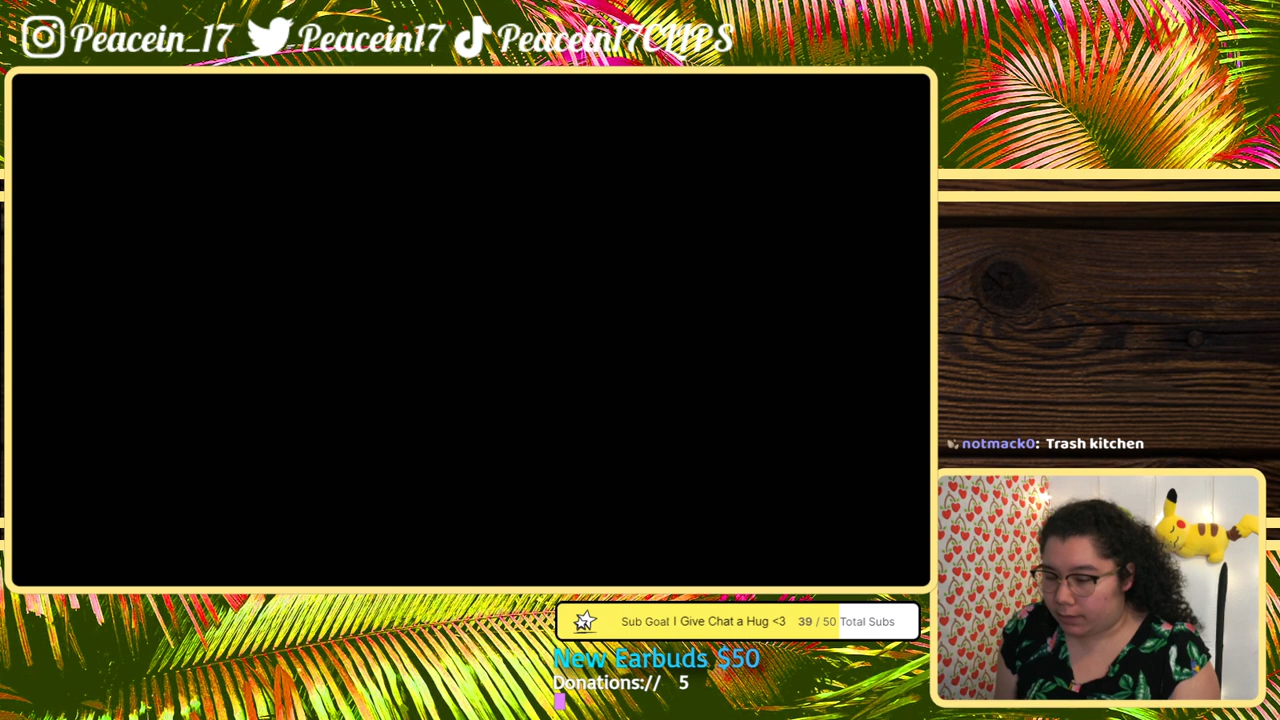 Peacein_17 Peacein17 Peacein17CLIPS
notmack0: Trash kitchen
Sub Goal I Give Chat a Hug <3 39 / 50 Total Subs
New Earbuds $50
Donations:// 5